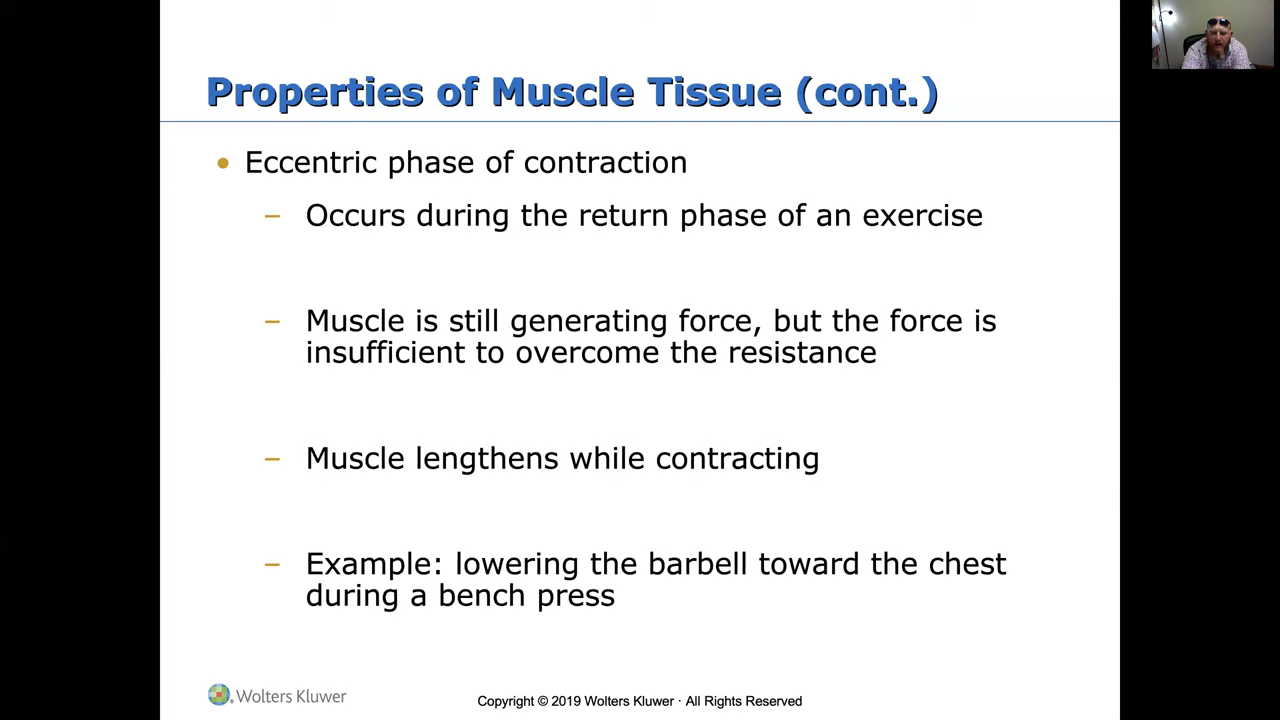 Properties of Muscle Tissue (cont.)
• Eccentric phase of contraction
– Occurs during the return phase of an exercise
– Muscle is still generating force, but the force is
insufficient to overcome the resistance
– Muscle lengthens while contracting
– Example: lowering the barbell toward the chest
during a bench press
Wolters Kluwer
Copyright © 2019 Wolters Kluwer · All Rights Reserved